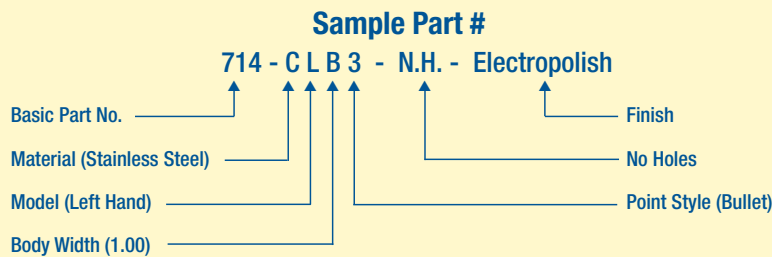 Sample Part #
714 - C L B 3 - N.H. - Electropolish
Basic Part No.
Finish
Material (Stainless Steel)
No Holes
Model (Left Hand)
Point Style (Bullet)
Body Width (1.00)